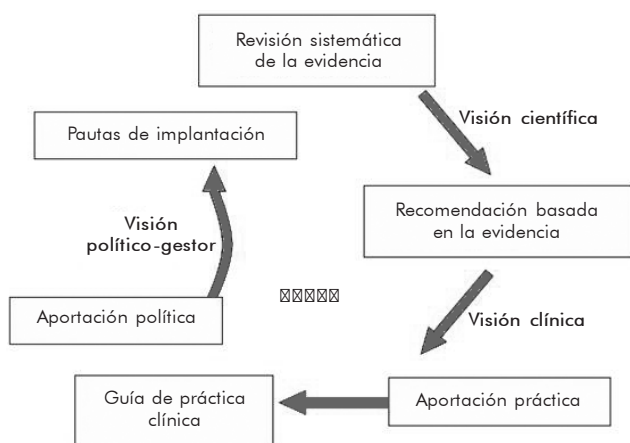 Revisión sistemática
de la evidencia
Visión científica
Pautas de implantación
Recomendación basada
en la evidencia
Visión
político-gestor
Aportación política
Visión clínica
Guía de práctica
clínica
Aportación práctica